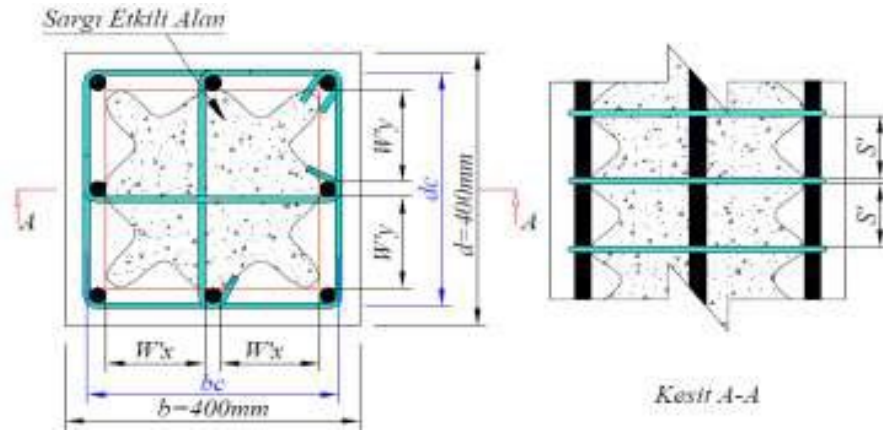 Sargı Etkili Alan
W'y
W'y
dc
d=400mm
A
A
W'x
W'x
bc
b=400mm
S'
S'
Kesit A-A